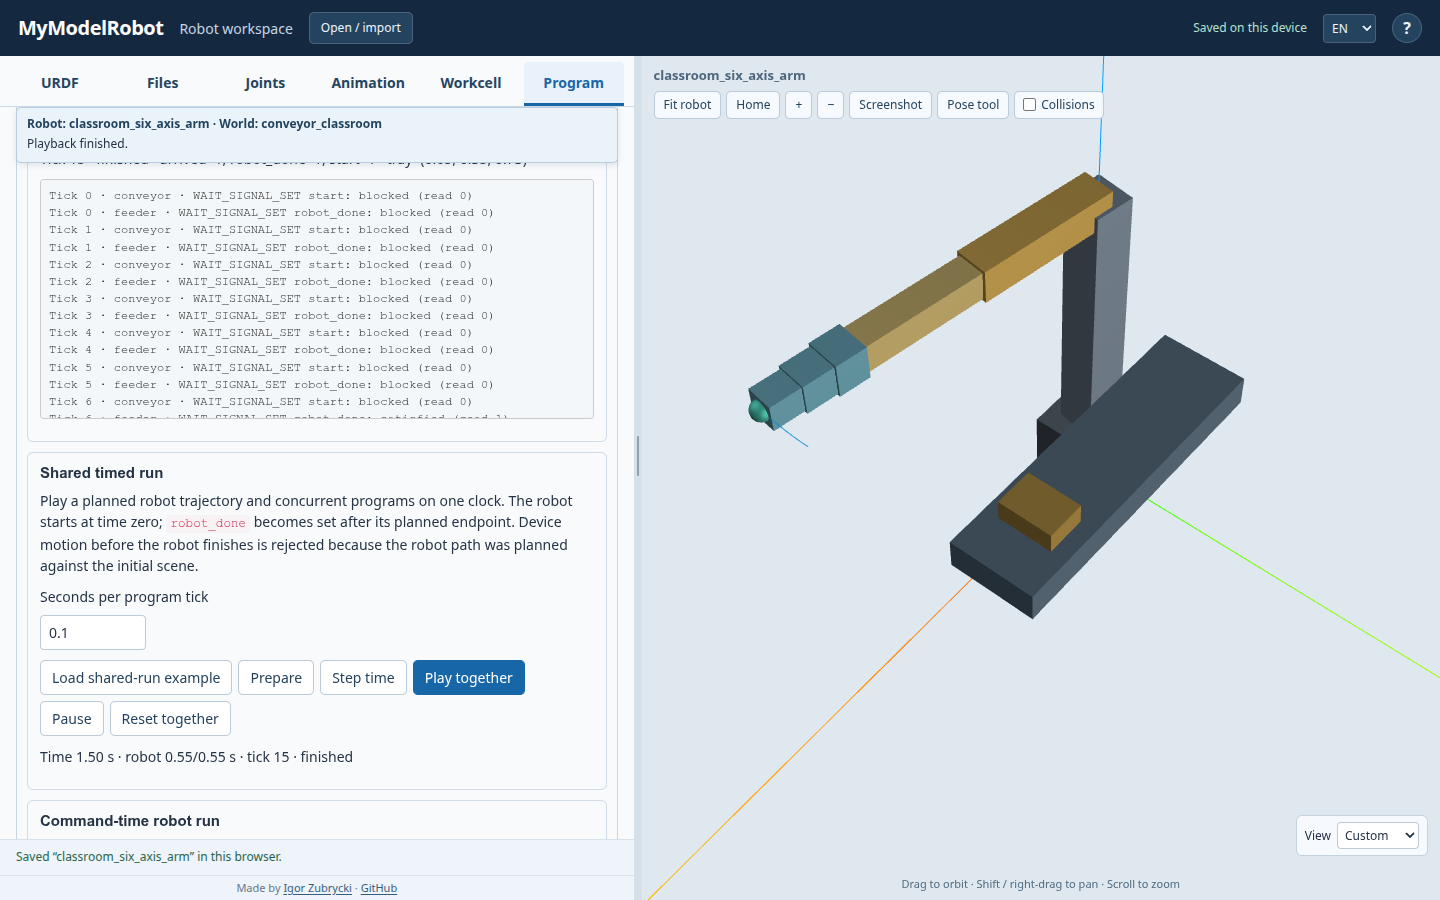 MyModelRobot Robot workspace Open / import
Saved on this device EN ?
URDF Files Joints Animation Workcell Program
Robot: classroom_six_axis_arm · World: conveyor_classroom
Playback finished.
Tick 0 · conveyor · WAIT_SIGNAL_SET start: blocked (read 0)
Tick 0 · feeder · WAIT_SIGNAL_SET robot_done: blocked (read 0)
Tick 1 · conveyor · WAIT_SIGNAL_SET start: blocked (read 0)
Tick 1 · feeder · WAIT_SIGNAL_SET robot_done: blocked (read 0)
Tick 2 · conveyor · WAIT_SIGNAL_SET start: blocked (read 0)
Tick 2 · feeder · WAIT_SIGNAL_SET robot_done: blocked (read 0)
Tick 3 · conveyor · WAIT_SIGNAL_SET start: blocked (read 0)
Tick 3 · feeder · WAIT_SIGNAL_SET robot_done: blocked (read 0)
Tick 4 · conveyor · WAIT_SIGNAL_SET start: blocked (read 0)
Tick 4 · feeder · WAIT_SIGNAL_SET robot_done: blocked (read 0)
Tick 5 · conveyor · WAIT_SIGNAL_SET start: blocked (read 0)
Tick 5 · feeder · WAIT_SIGNAL_SET robot_done: blocked (read 0)
Tick 6 · conveyor · WAIT_SIGNAL_SET start: blocked (read 0)
Shared timed run
Play a planned robot trajectory and concurrent programs on one clock. The robot
starts at time zero; robot_done becomes set after its planned endpoint. Device
motion before the robot finishes is rejected because the robot path was planned
against the initial scene.
Seconds per program tick
0.1
Load shared-run example Prepare Step time Play together
Pause Reset together
Time 1.50 s · robot 0.55/0.55 s · tick 15 · finished
Command-time robot run
Saved “classroom_six_axis_arm” in this browser.
Made by Igor Zubrycki · GitHub
classroom_six_axis_arm
Fit robot Home + − Screenshot Pose tool Collisions
View Custom
Drag to orbit · Shift / right-drag to pan · Scroll to zoom